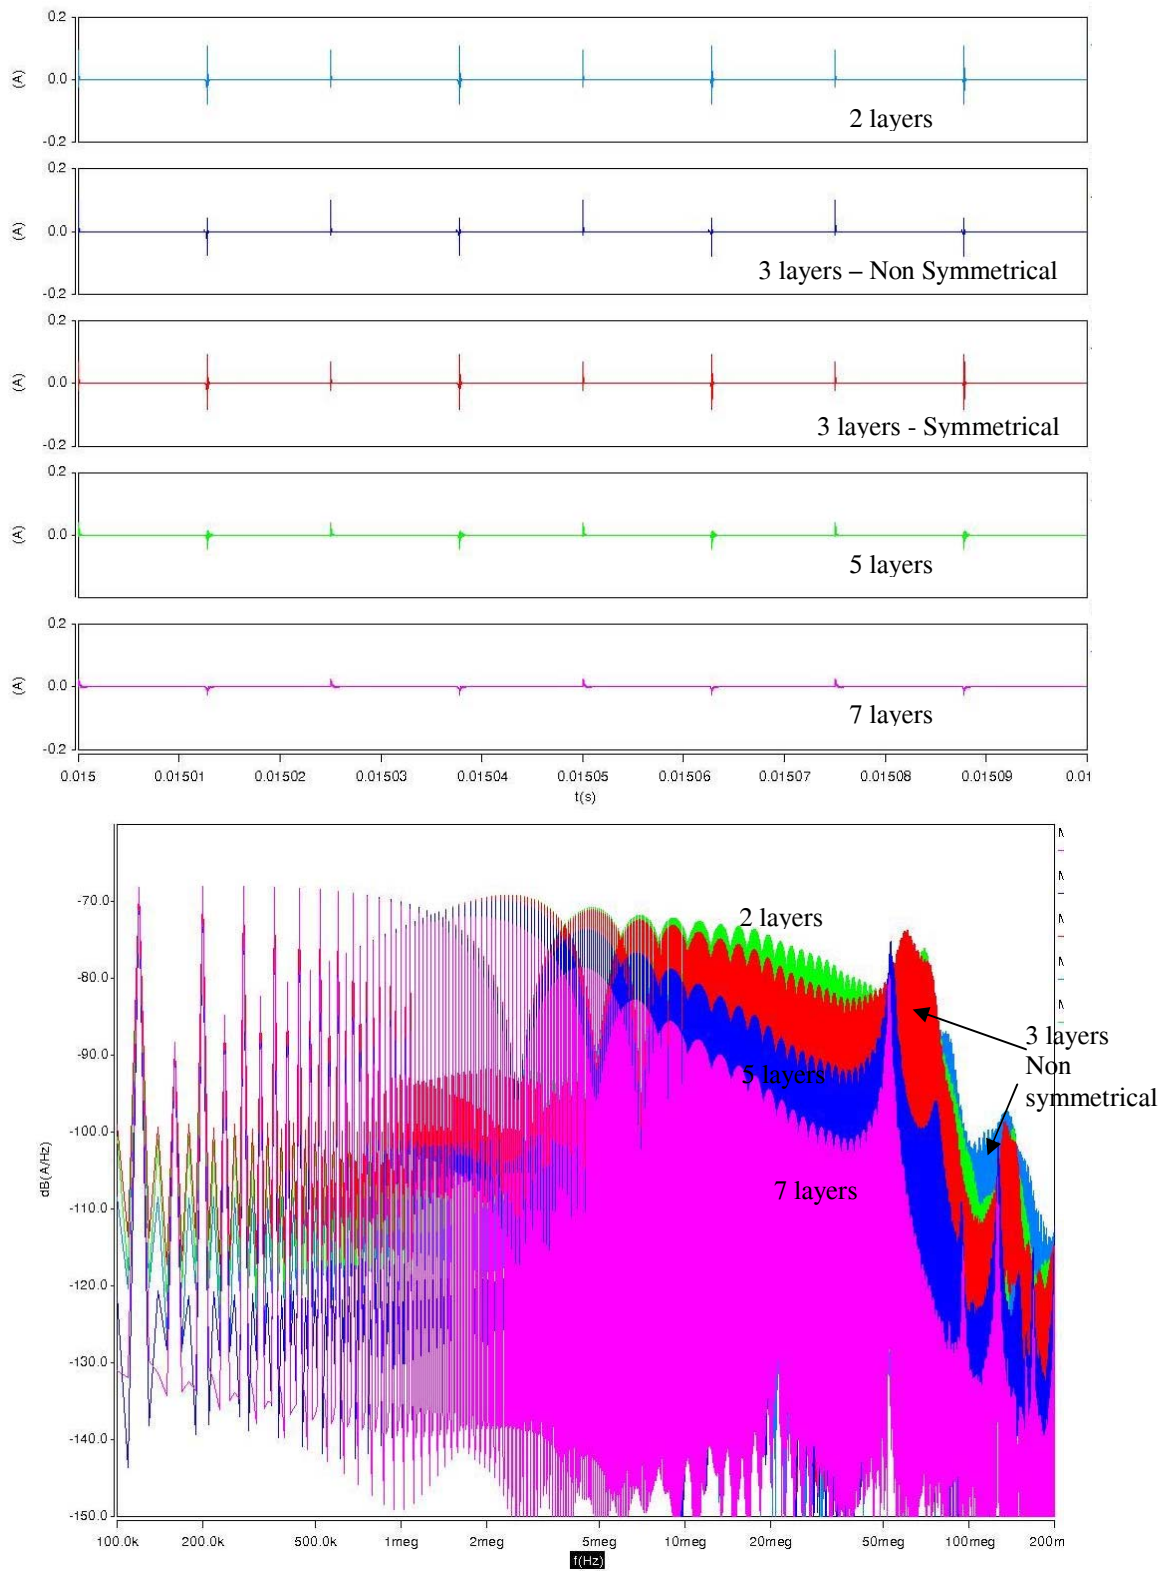 0.2
(A)
0.0
-0.2
2 layers
0.2
(A)
0.0
-0.2
3 layers – Non Symmetrical
0.2
(A)
0.0
-0.2
3 layers - Symmetrical
0.2
(A)
0.0
5 layers
0.2
(A)
0.0
-0.2
7 layers
0.015 0.01501 0.01502 0.01503 0.01504 0.01505 0.01506 0.01507 0.01508 0.01509 0.01
t(s)
-70.0
-80.0
-90.0
-100.0
-110.0
-120.0
-130.0
-140.0
-150.0
dB(A/Hz)
2 layers
3 layers
Non
symmetrical
5 layers
7 layers
100.0k 200.0k 500.0k 1meg 2meg 5meg 10meg 20meg 50meg 100meg 200m
f(Hz)